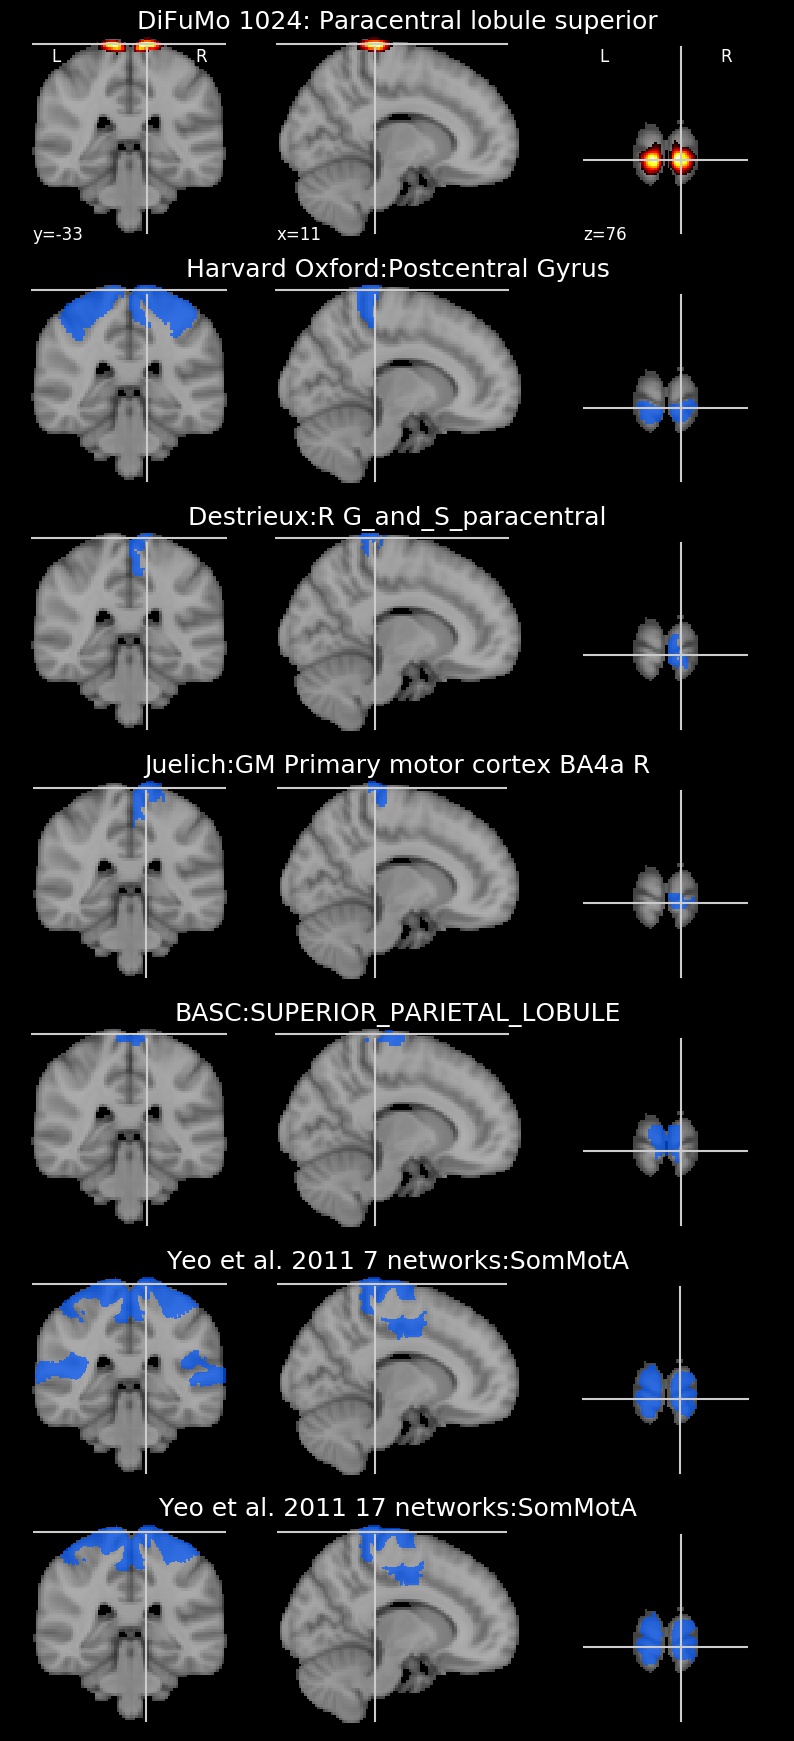 DiFuMo 1024: Paracentral lobule superior
L R L R
y=-33 x=11 z=76
Harvard Oxford:Postcentral Gyrus
Destrieux:R G_and_S_paracentral
Juelich:GM Primary motor cortex BA4a R
BASC:SUPERIOR_PARIETAL_LOBULE
Yeo et al. 2011 7 networks:SomMotA
Yeo et al. 2011 17 networks:SomMotA